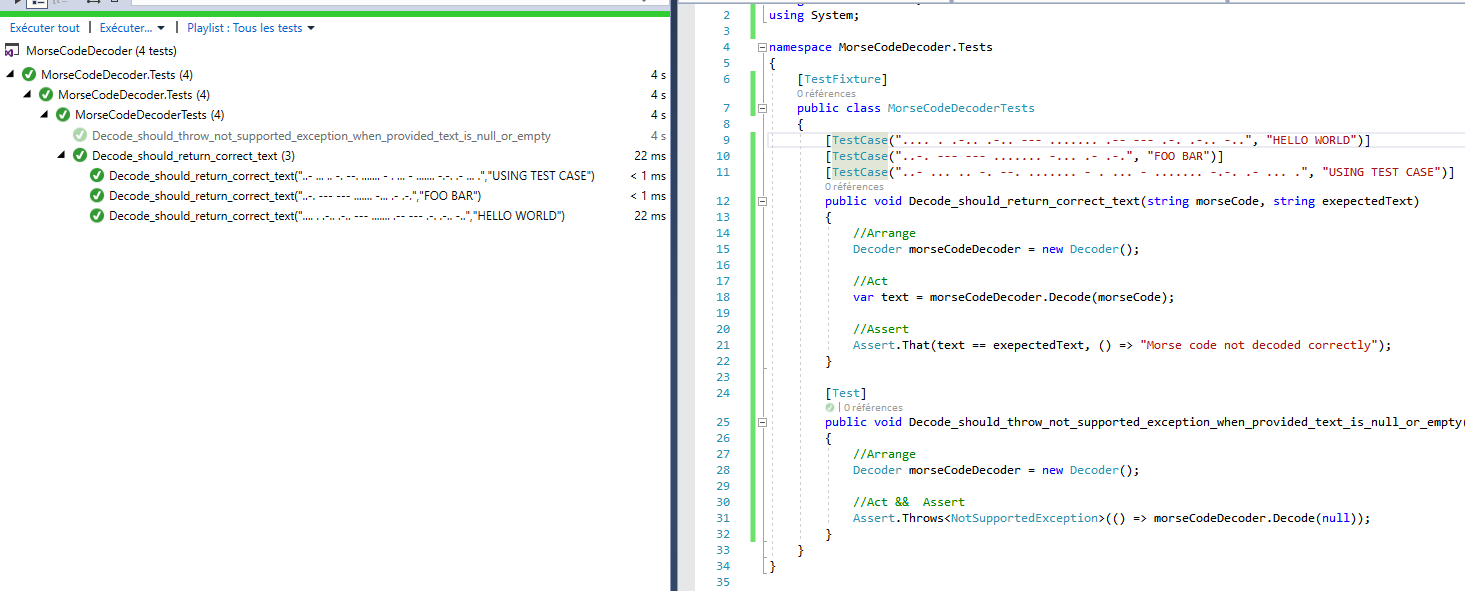 Exécuter tout | Exécuter... | Playlist : Tous les tests
MorseCodeDecoder (4 tests)
MorseCodeDecoder.Tests (4) 4 s
MorseCodeDecoder.Tests (4) 4 s
MorseCodeDecoderTests (4) 4 s
Decode_should_throw_not_supported_exception_when_provided_text_is_null_or_empty 4 s
Decode_should_return_correct_text (3) 22 ms
Decode_should_return_correct_text("..- ... .. -. --. ....... - . ... - ....... -.-. .- ... .","USING TEST CASE") < 1 ms
Decode_should_return_correct_text("..-. --- --- ....... -... .- .-.","FOO BAR") < 1 ms
Decode_should_return_correct_text(".... . .-.. .-.. --- ....... .-- --- .-. .-.. -..","HELLO WORLD") 22 ms
2 using System;
3
4 namespace MorseCodeDecoder.Tests
5 {
6 [TestFixture]
0 références
7 public class MorseCodeDecoderTests
8 {
9 [TestCase(".... . .-.. .-.. --- ....... .-- --- .-. .-.. -..", "HELLO WORLD")]
10 [TestCase("..-. --- --- ....... -... .- .-.", "FOO BAR")]
11 [TestCase("..- ... .. -. --. ....... - . ... - ....... -.-. .- ... .", "USING TEST CASE")]
0 références
12 public void Decode_should_return_correct_text(string morseCode, string exepectedText)
13 {
14 //Arrange
15 Decoder morseCodeDecoder = new Decoder();
16
17 //Act
18 var text = morseCodeDecoder.Decode(morseCode);
19
20 //Assert
21 Assert.That(text == exepectedText, () => "Morse code not decoded correctly");
22 }
23
24 [Test]
| 0 références
25 public void Decode_should_throw_not_supported_exception_when_provided_text_is_null_or_empty(
26 {
27 //Arrange
28 Decoder morseCodeDecoder = new Decoder();
29
30 //Act && Assert
31 Assert.Throws<NotSupportedException>(() => morseCodeDecoder.Decode(null));
32 }
33 }
34 }
35